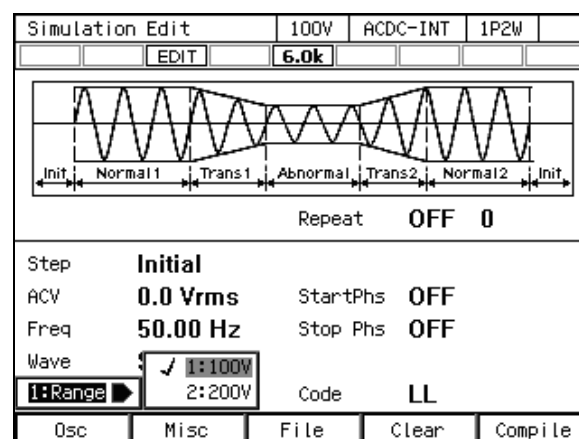 Simulation Edit 100V ACDC-INT 1P2W
EDIT 6.0k
Init Normal1 Trans1 Abnormal Trans2 Normal2 Init
Repeat OFF 0
Step Initial
ACV 0.0 Vrms StartPhs OFF
Freq 50.00 Hz Stop Phs OFF
Wave
✓ 1:100V
1:Range 2:200V Code LL
Osc Misc File Clear Compile